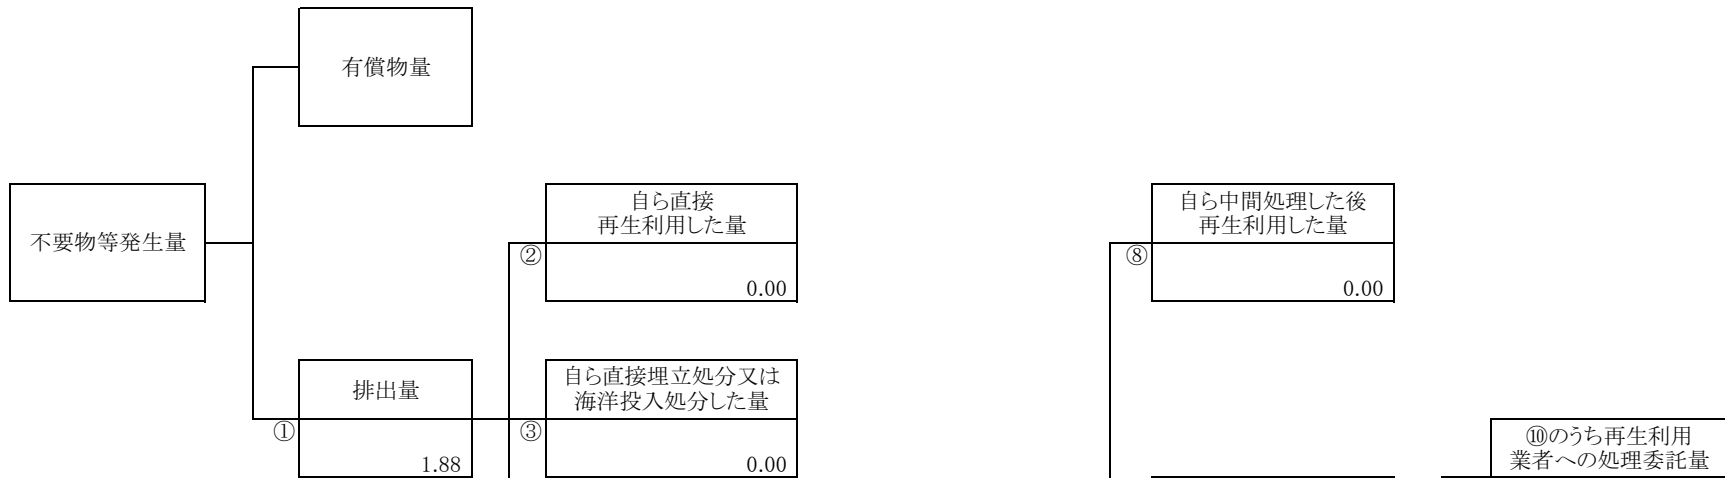 有償物量
不要物等発生量
自ら直接
再生利用した量
②
0.00
自ら中間処理した後
再生利用した量
⑧
0.00
排出量
①
1.88
自ら直接埋立処分又は
海洋投入処分した量
③
0.00
⑩のうち再生利用
業者への処理委託量